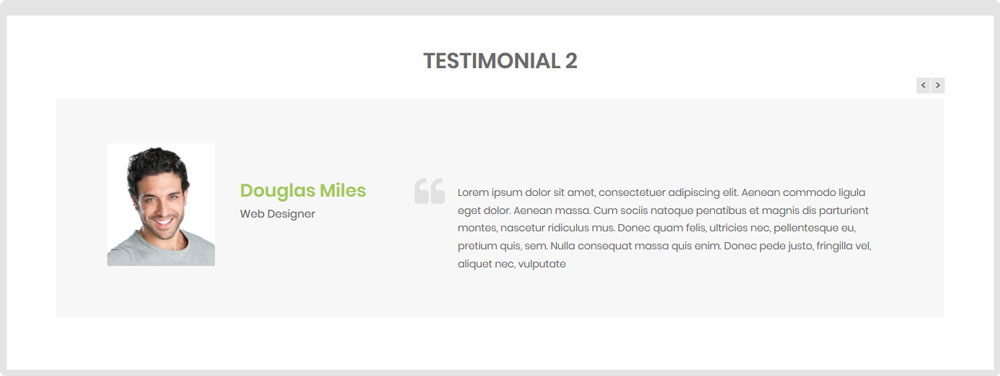 TESTIMONIAL 2
< >
Douglas Miles
Web Designer
Lorem ipsum dolor sit amet, consectetuer adipiscing elit. Aenean commodo ligula
eget dolor. Aenean massa. Cum sociis natoque penatibus et magnis dis parturient
montes, nascetur ridiculus mus. Donec quam felis, ultricies nec, pellentesque eu,
pretium quis, sem. Nulla consequat massa quis enim. Donec pede justo, fringilla vel,
aliquet nec, vulputate